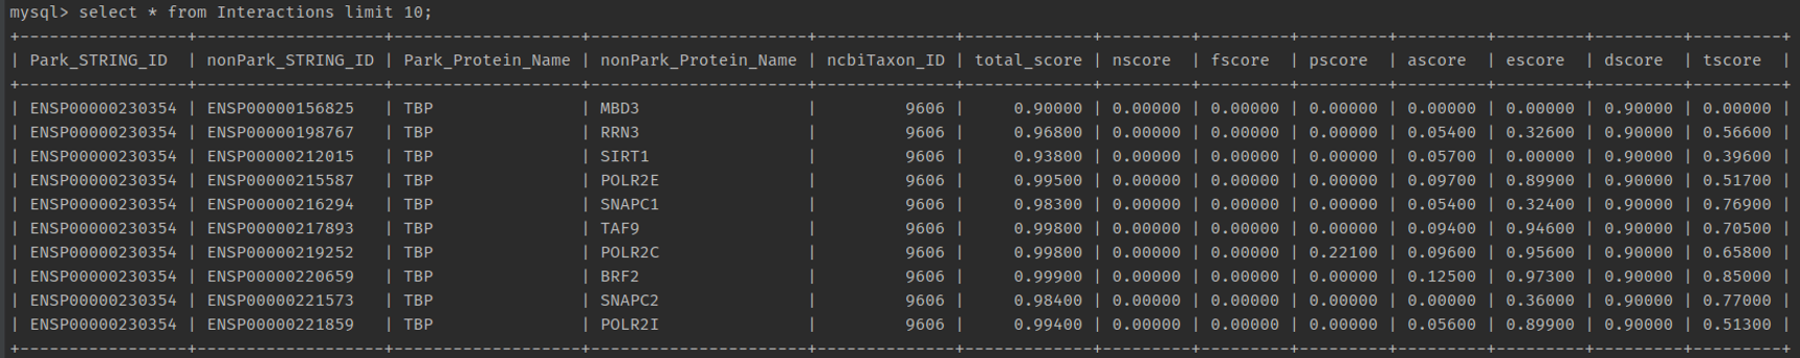 mysql> select * from Interactions limit 10;
+------------------+-------------------+-------------------+----------------------+--------------+-------------+---------+---------+---------+---------+---------+---------+---------+
| Park_STRING_ID  | nonPark_STRING_ID | Park_Protein_Name | nonPark_Protein_Name | ncbiTaxon_ID | total_score | nscore  | fscore  | pscore  | ascore  | escore  | dscore  | tscore  |
+------------------+-------------------+-------------------+----------------------+--------------+-------------+---------+---------+---------+---------+---------+---------+---------+
| ENSP00000230354 | ENSP00000156825   | TBP               | MBD3                 |         9606 |     0.90000 | 0.00000 | 0.00000 | 0.00000 | 0.00000 | 0.00000 | 0.90000 | 0.00000 |
| ENSP00000230354 | ENSP00000198767   | TBP               | RRN3                 |         9606 |     0.96800 | 0.00000 | 0.00000 | 0.00000 | 0.05400 | 0.32600 | 0.90000 | 0.56600 |
| ENSP00000230354 | ENSP00000212015   | TBP               | SIRT1                |         9606 |     0.93800 | 0.00000 | 0.00000 | 0.00000 | 0.05700 | 0.00000 | 0.90000 | 0.39600 |
| ENSP00000230354 | ENSP00000215587   | TBP               | POLR2E               |         9606 |     0.99500 | 0.00000 | 0.00000 | 0.00000 | 0.09700 | 0.89900 | 0.90000 | 0.51700 |
| ENSP00000230354 | ENSP00000216294   | TBP               | SNAPC1               |         9606 |     0.98300 | 0.00000 | 0.00000 | 0.00000 | 0.05400 | 0.32400 | 0.90000 | 0.76900 |
| ENSP00000230354 | ENSP00000217893   | TBP               | TAF9                 |         9606 |     0.99800 | 0.00000 | 0.00000 | 0.00000 | 0.09400 | 0.94600 | 0.90000 | 0.70500 |
| ENSP00000230354 | ENSP00000219252   | TBP               | POLR2C               |         9606 |     0.99800 | 0.00000 | 0.00000 | 0.22100 | 0.09600 | 0.95600 | 0.90000 | 0.65800 |
| ENSP00000230354 | ENSP00000220659   | TBP               | BRF2                 |         9606 |     0.99900 | 0.00000 | 0.00000 | 0.00000 | 0.12500 | 0.97300 | 0.90000 | 0.85000 |
| ENSP00000230354 | ENSP00000221573   | TBP               | SNAPC2               |         9606 |     0.98400 | 0.00000 | 0.00000 | 0.00000 | 0.00000 | 0.36000 | 0.90000 | 0.77000 |
| ENSP00000230354 | ENSP00000221859   | TBP               | POLR2I               |         9606 |     0.99400 | 0.00000 | 0.00000 | 0.00000 | 0.05600 | 0.89900 | 0.90000 | 0.51300 |
+------------------+-------------------+-------------------+----------------------+--------------+-------------+---------+---------+---------+---------+---------+---------+---------+